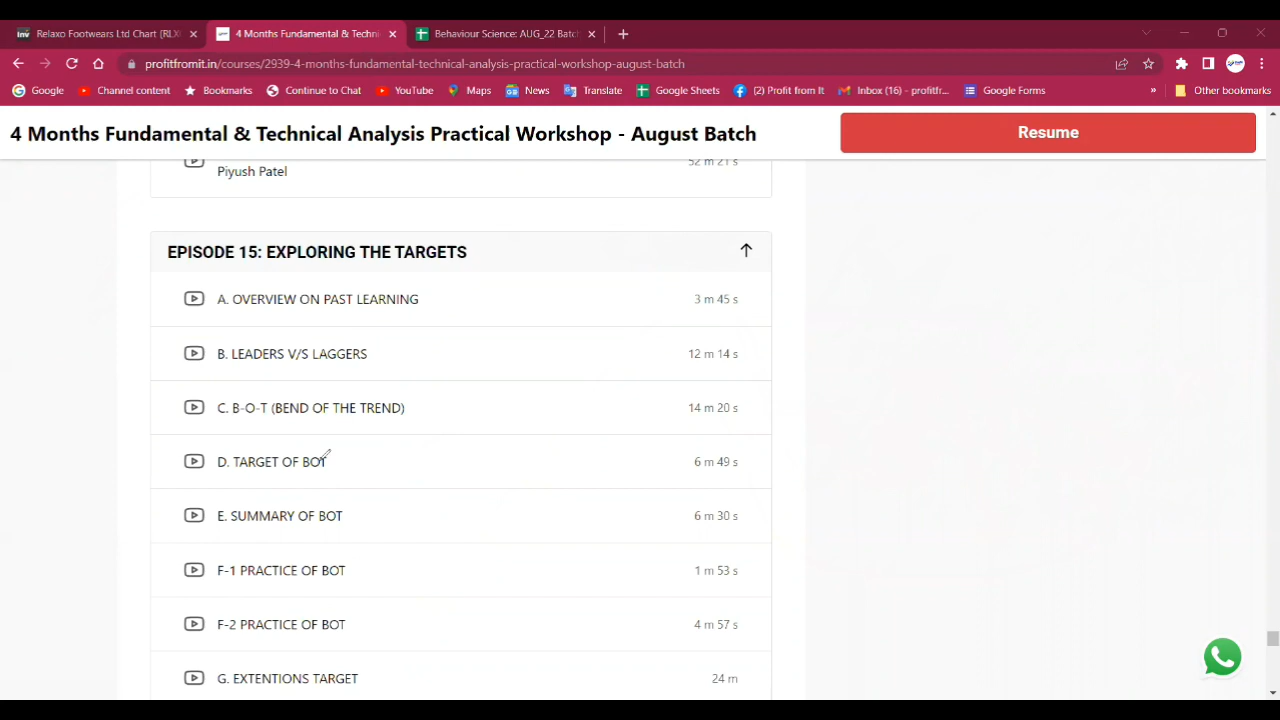 inv Relaxo Footwears Ltd Chart (RLX
4 Months Fundamental & Techni
Behaviour Science: AUG_22 Batch
profitfromit.in/courses/2939-4-months-fundamental-technical-analysis-practical-workshop-august-batch
Google Channel content Bookmarks Continue to Chat YouTube Maps News Translate Google Sheets (2) Profit from It Inbox (16) - profitfr... Google Forms » Other bookmarks
4 Months Fundamental & Technical Analysis Practical Workshop - August Batch
Resume
Piyush Patel
52 m 21 s
EPISODE 15: EXPLORING THE TARGETS
A. OVERVIEW ON PAST LEARNING 3 m 45 s
B. LEADERS V/S LAGGERS 12 m 14 s
C. B-O-T (BEND OF THE TREND) 14 m 20 s
D. TARGET OF BOT 6 m 49 s
E. SUMMARY OF BOT 6 m 30 s
F-1 PRACTICE OF BOT 1 m 53 s
F-2 PRACTICE OF BOT 4 m 57 s
G. EXTENTIONS TARGET 24 m